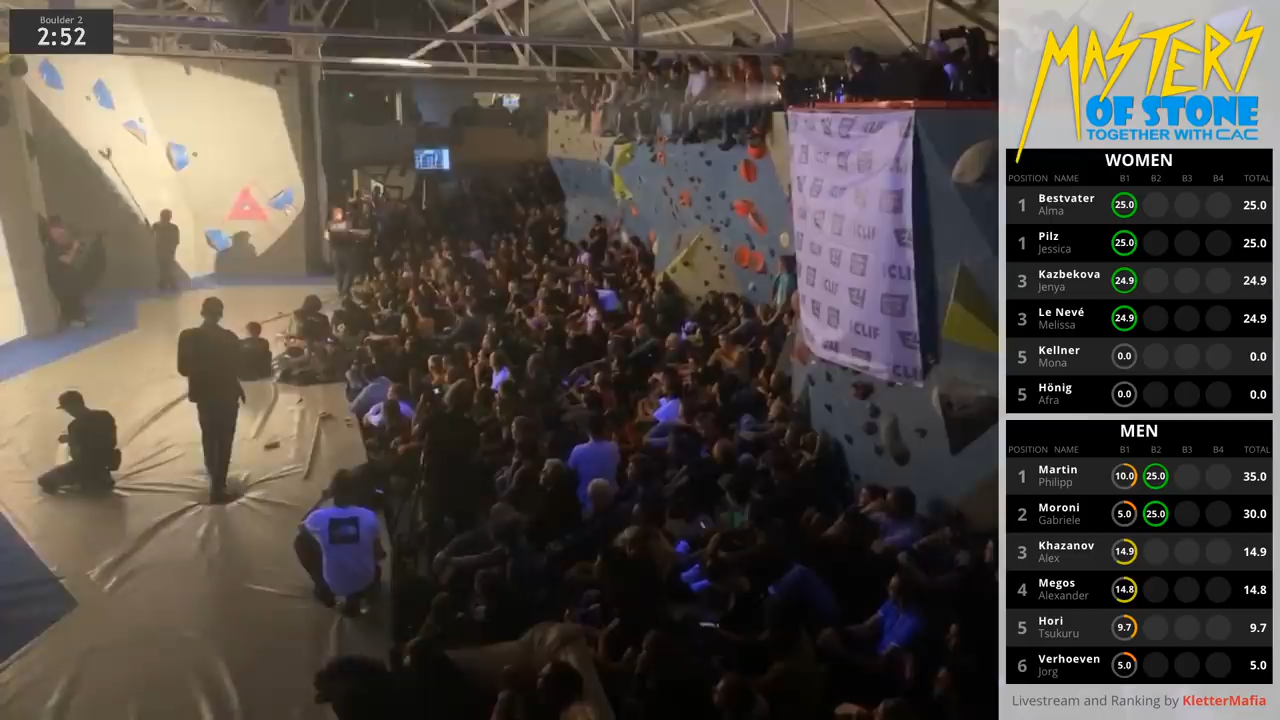 Boulder 2
2:52
MASTERS
OF STONE
TOGETHER WITH CAC
WOMEN
POSITION NAME B1 B2 B3 B4 TOTAL
1 Bestvater Alma 25.0 25.0
1 Pilz Jessica 25.0 25.0
3 Kazbekova Jenya 24.9 24.9
3 Le Nevé Melissa 24.9 24.9
5 Kellner Mona 0.0 0.0
5 Hönig Afra 0.0 0.0
MEN
POSITION NAME B1 B2 B3 B4 TOTAL
1 Martin Philipp 10.0 25.0 35.0
2 Moroni Gabriele 5.0 25.0 30.0
3 Khazanov Alex 14.9 14.9
4 Megos Alexander 14.8 14.8
5 Hori Tsukuru 9.7 9.7
6 Verhoeven Jorg 5.0 5.0
Livestream and Ranking by KletterMafia